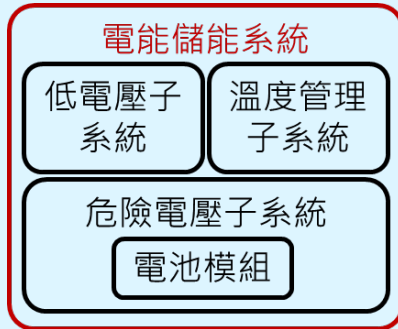 電能儲能系統
低電壓子
系統
溫度管理
子系統
危險電壓子系統
電池模組